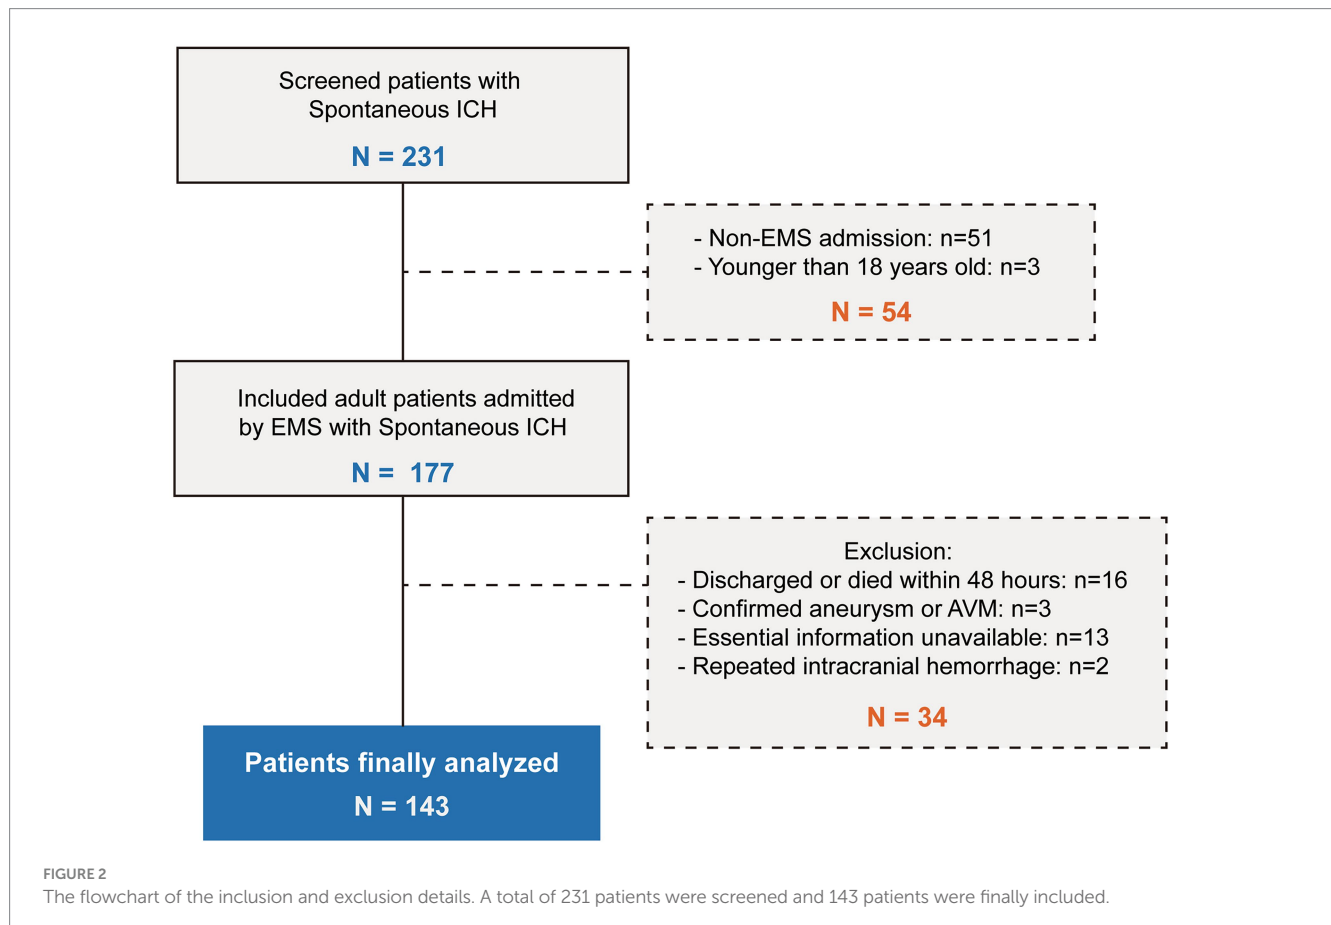 Screened patients with
Spontaneous ICH
N = 231
- Non-EMS admission: n=51
- Younger than 18 years old: n=3
N = 54
Included adult patients admitted
by EMS with Spontaneous ICH
N = 177
Exclusion:
- Discharged or died within 48 hours: n=16
- Confirmed aneurysm or AVM: n=3
- Essential information unavailable: n=13
- Repeated intracranial hemorrhage: n=2
N = 34
Patients finally analyzed
N = 143
FIGURE 2
The flowchart of the inclusion and exclusion details. A total of 231 patients were screened and 143 patients were finally included.